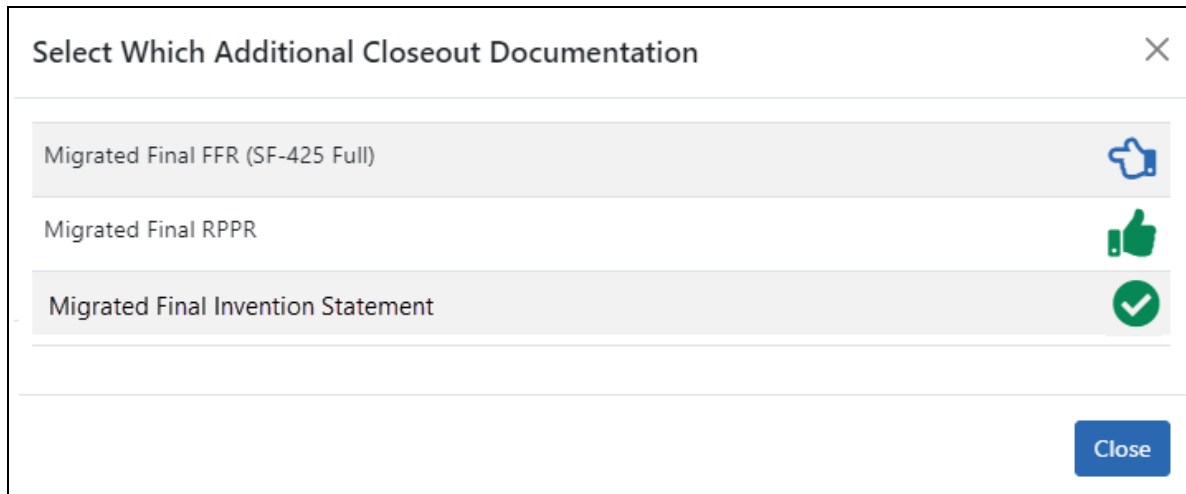 Select Which Additional Closeout Documentation
Migrated Final FFR (SF-425 Full)
Migrated Final RPPR
Migrated Final Invention Statement
Close